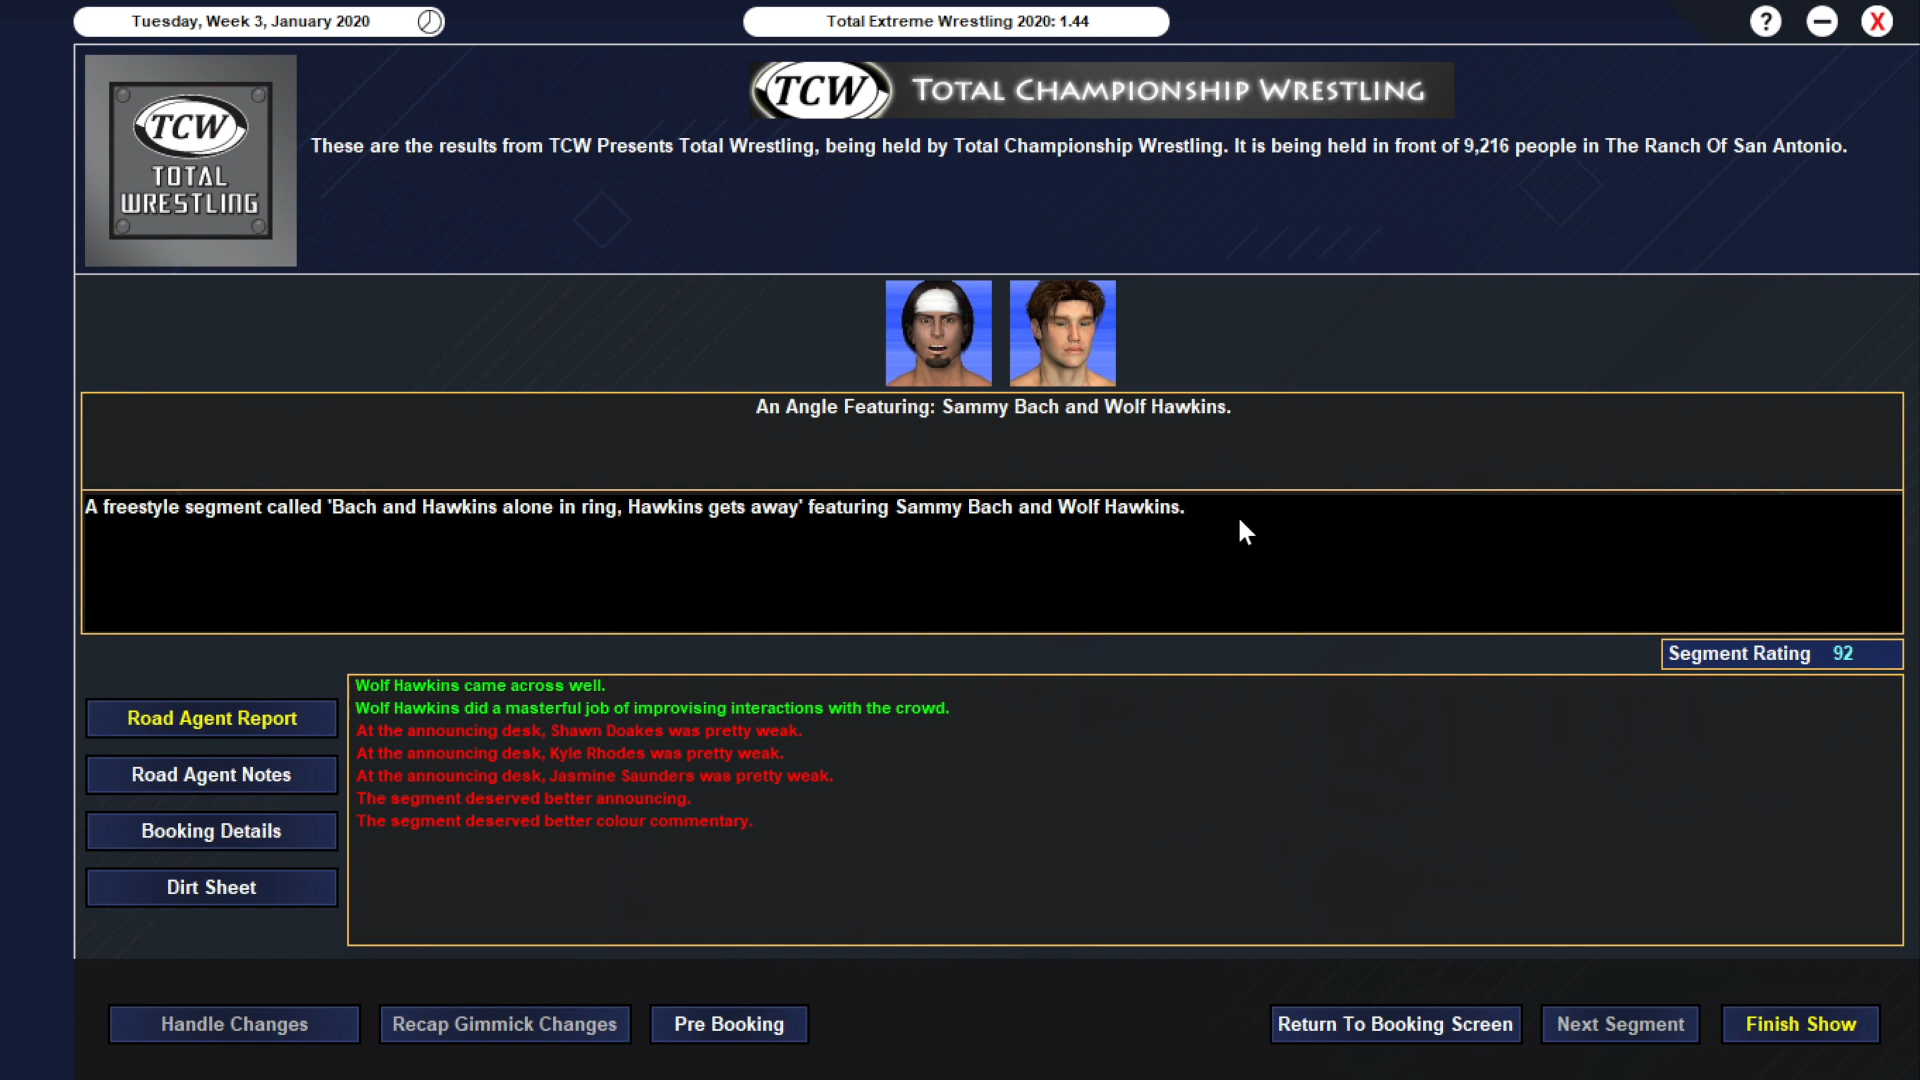 Tuesday, Week 3, January 2020
Total Extreme Wrestling 2020: 1.44
?
X
TCW
TOTAL CHAMPIONSHIP WRESTLING
TCW
TOTAL
WRESTLING
These are the results from TCW Presents Total Wrestling, being held by Total Championship Wrestling. It is being held in front of 9,216 people in The Ranch Of San Antonio.
An Angle Featuring: Sammy Bach and Wolf Hawkins.
A freestyle segment called 'Bach and Hawkins alone in ring, Hawkins gets away' featuring Sammy Bach and Wolf Hawkins.
Segment Rating 92
Road Agent Report
Road Agent Notes
Booking Details
Dirt Sheet
Wolf Hawkins came across well.
Wolf Hawkins did a masterful job of improvising interactions with the crowd.
At the announcing desk, Shawn Doakes was pretty weak.
At the announcing desk, Kyle Rhodes was pretty weak.
At the announcing desk, Jasmine Saunders was pretty weak.
The segment deserved better announcing.
The segment deserved better colour commentary.
Handle Changes
Recap Gimmick Changes
Pre Booking
Return To Booking Screen
Next Segment
Finish Show